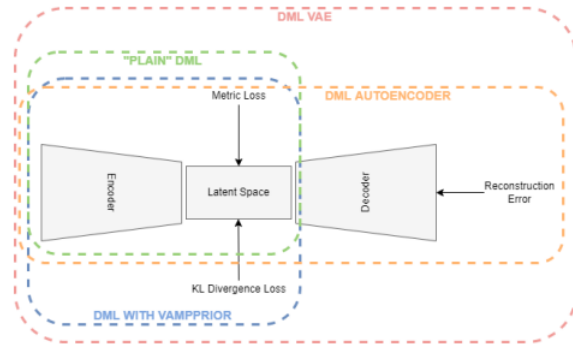 DML VAE
"PLAIN" DML
Metric Loss
DML AUTOENCODER
Encoder
Latent Space
Decoder
Reconstruction
Error
KL Divergence Loss
DML WITH VAMPPRIOR